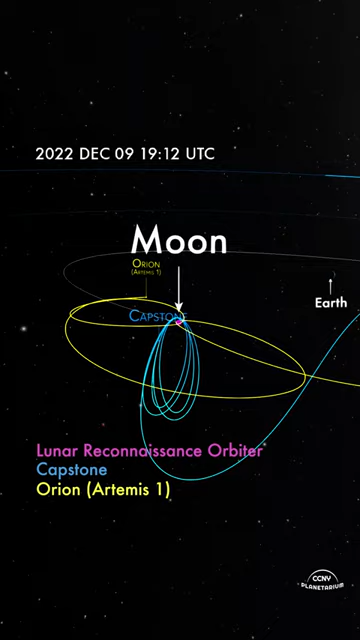 2022 DEC 09 19:12 UTC
Moon
ORION
(ARTEMIS 1)
Earth
CAPSTONE
Lunar Reconnaissance Orbiter
Capstone
Orion (Artemis 1)
CCNY
PLANETARIUM